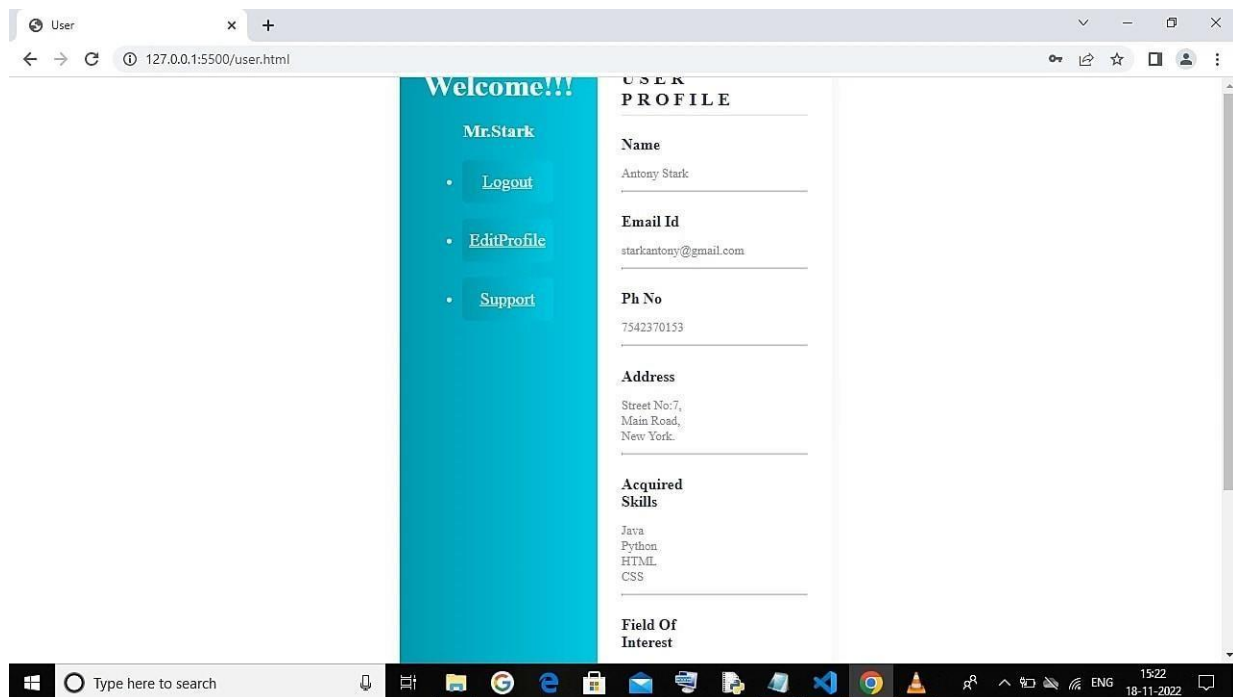 User
127.0.0.1:5500/user.html
Welcome!!!
Mr.Stark
Logout
EditProfile
Support
USER
PROFILE
Name
Antony Stark
Email Id
starkantony@gmail.com
Ph No
7542370153
Address
Street No:7,
Main Road,
New York.
Acquired
Skills
Java
Python
HTML
CSS
Field Of
Interest
Type here to search
ENG
15:22
18-11-2022